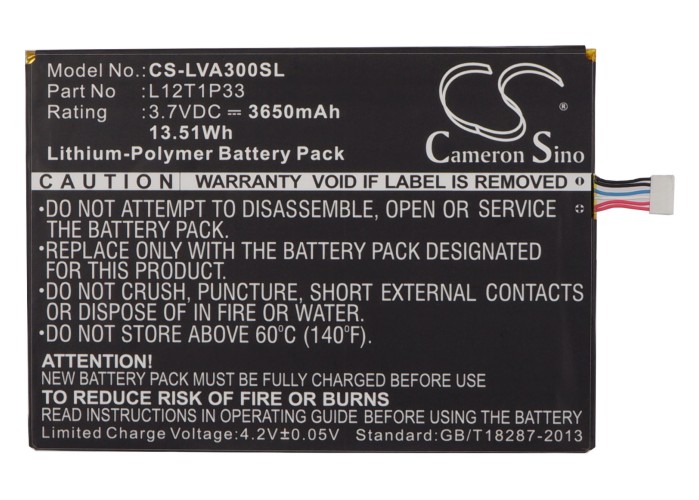 Model No.: CS-LVA300SL
Part No : L12T1P33
Rating : 3.7VDC ⎓ 3650mAh
13.51Wh
Lithium-Polymer Battery Pack
CS
®
Cameron Sino
CAUTION WARRANTY VOID IF LABEL IS REMOVED
•DO NOT ATTEMPT TO DISASSEMBLE, OPEN OR SERVICE
THE BATTERY PACK.
•REPLACE ONLY WITH THE BATTERY PACK DESIGNATED
FOR THIS EQUIPMENT.
•DO NOT CRUSH, PUNCTURE, SHORT EXTERNAL CONTACTS
OR DISPOSE OF IN FIRE OR WATER.
•DO NOT STORE ABOVE 60°C (140°F).
ATTENTION!
NEW BATTERY PACK MUST BE FULLY CHARGED BEFORE USE
TO REDUCE RISK OF FIRE OR BURNS
READ INSTRUCTIONS IN OPERATING GUIDE BEFORE BATTERY USE
Limited Charge Voltage:4.2V±0.05V Standard:GB/T18287-2013